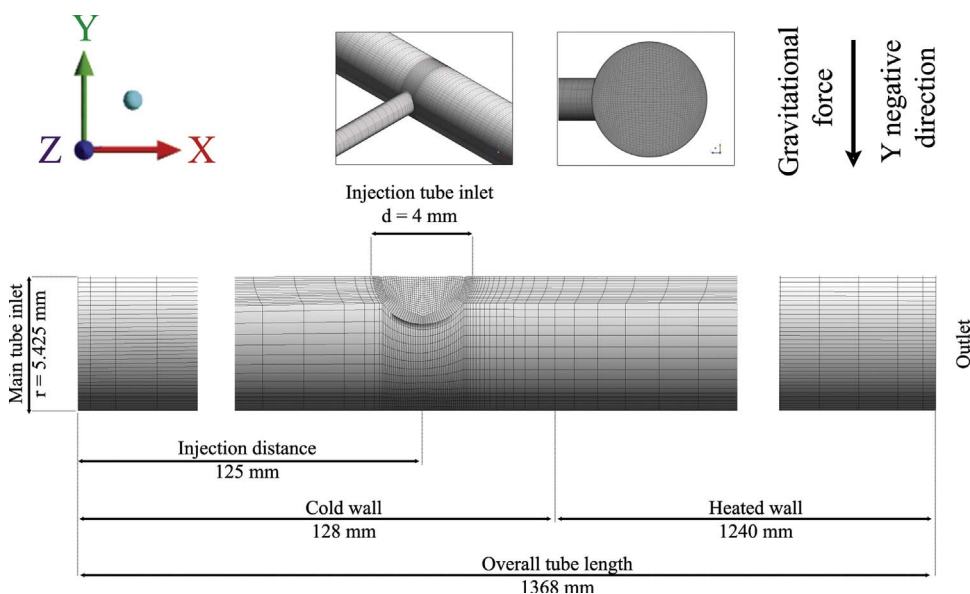 Y
Z
X
Gravitational
force
Y negative
direction
Injection tube inlet
d = 4 mm
Main tube inlet
r = 5.425 mm
Outlet
Injection distance
125 mm
Cold wall
128 mm
Heated wall
1240 mm
Overall tube length
1368 mm